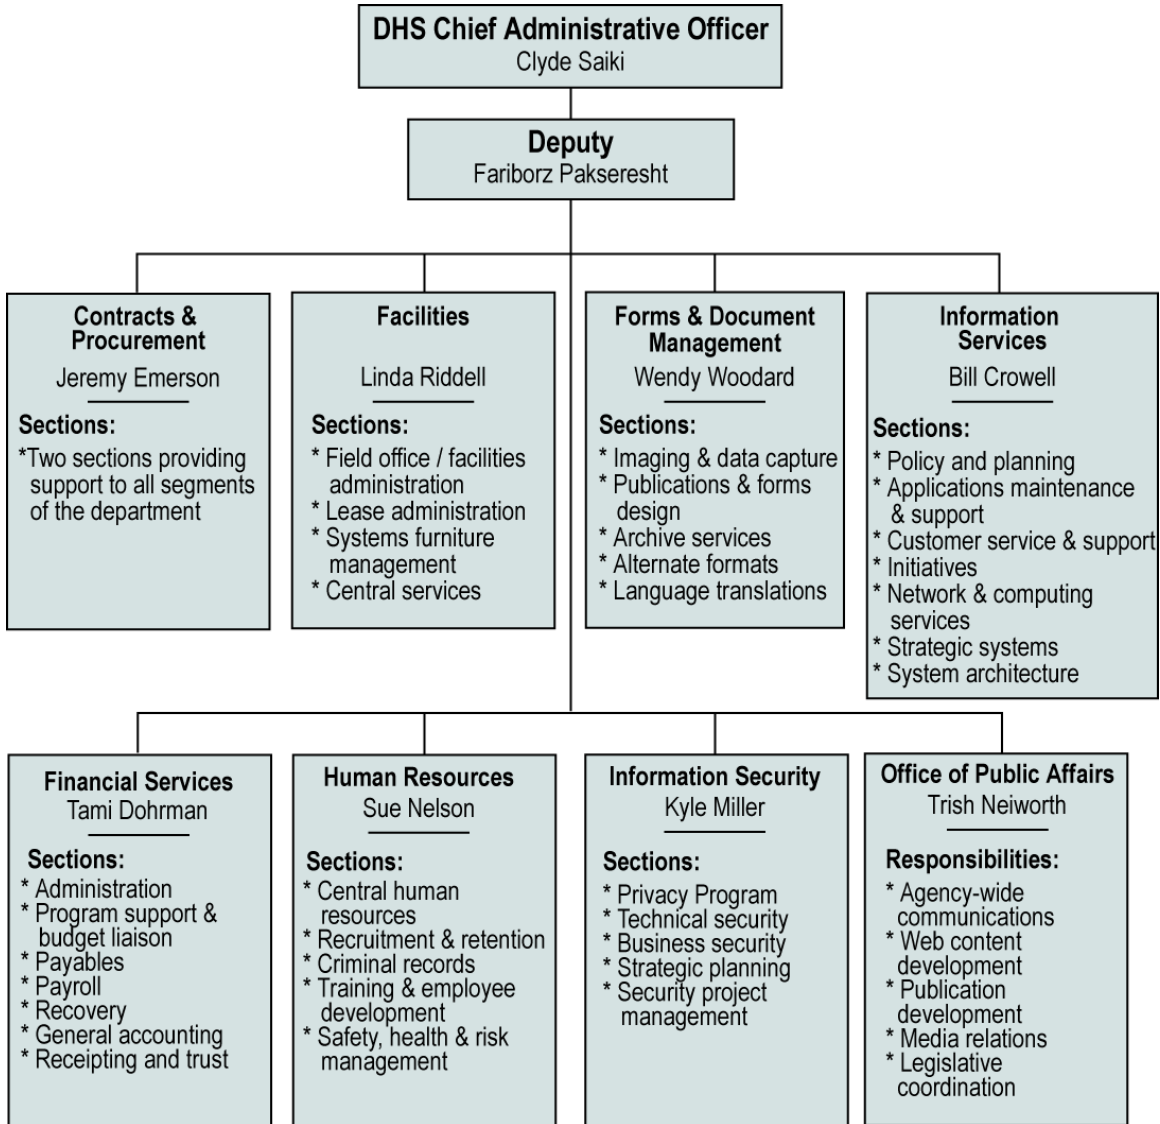 DHS Chief Administrative Officer
Clyde Saiki
Deputy
Fariborz Pakseresht
Contracts &
Procurement
Jeremy Emerson
Sections:
*Two sections providing
support to all segments
of the department
Facilities
Linda Riddell
Sections:
* Field office / facilities
administration
* Lease administration
* Systems furniture
management
* Central services
Forms & Document
Management
Wendy Woodard
Sections:
* Imaging & data capture
* Publications & forms
design
* Archive services
* Alternate formats
* Language translations
Information
Services
Bill Crowell
Sections:
* Policy and planning
* Applications maintenance
& support
* Customer service & support
* Initiatives
* Network & computing
services
* Strategic systems
* System architecture
Financial Services
Tami Dohrman
Sections:
* Administration
* Program support &
budget liaison
* Payables
* Payroll
* Recovery
* General accounting
* Receipting and trust
Human Resources
Sue Nelson
Sections:
* Central human
resources
* Recruitment & retention
* Criminal records
* Training & employee
development
* Safety, health & risk
management
Information Security
Kyle Miller
Sections:
* Privacy Program
* Technical security
* Business security
* Strategic planning
* Security project
management
Office of Public Affairs
Trish Neiworth
Responsibilities:
* Agency-wide
communications
* Web content
development
* Publication
development
* Media relations
* Legislative
coordination